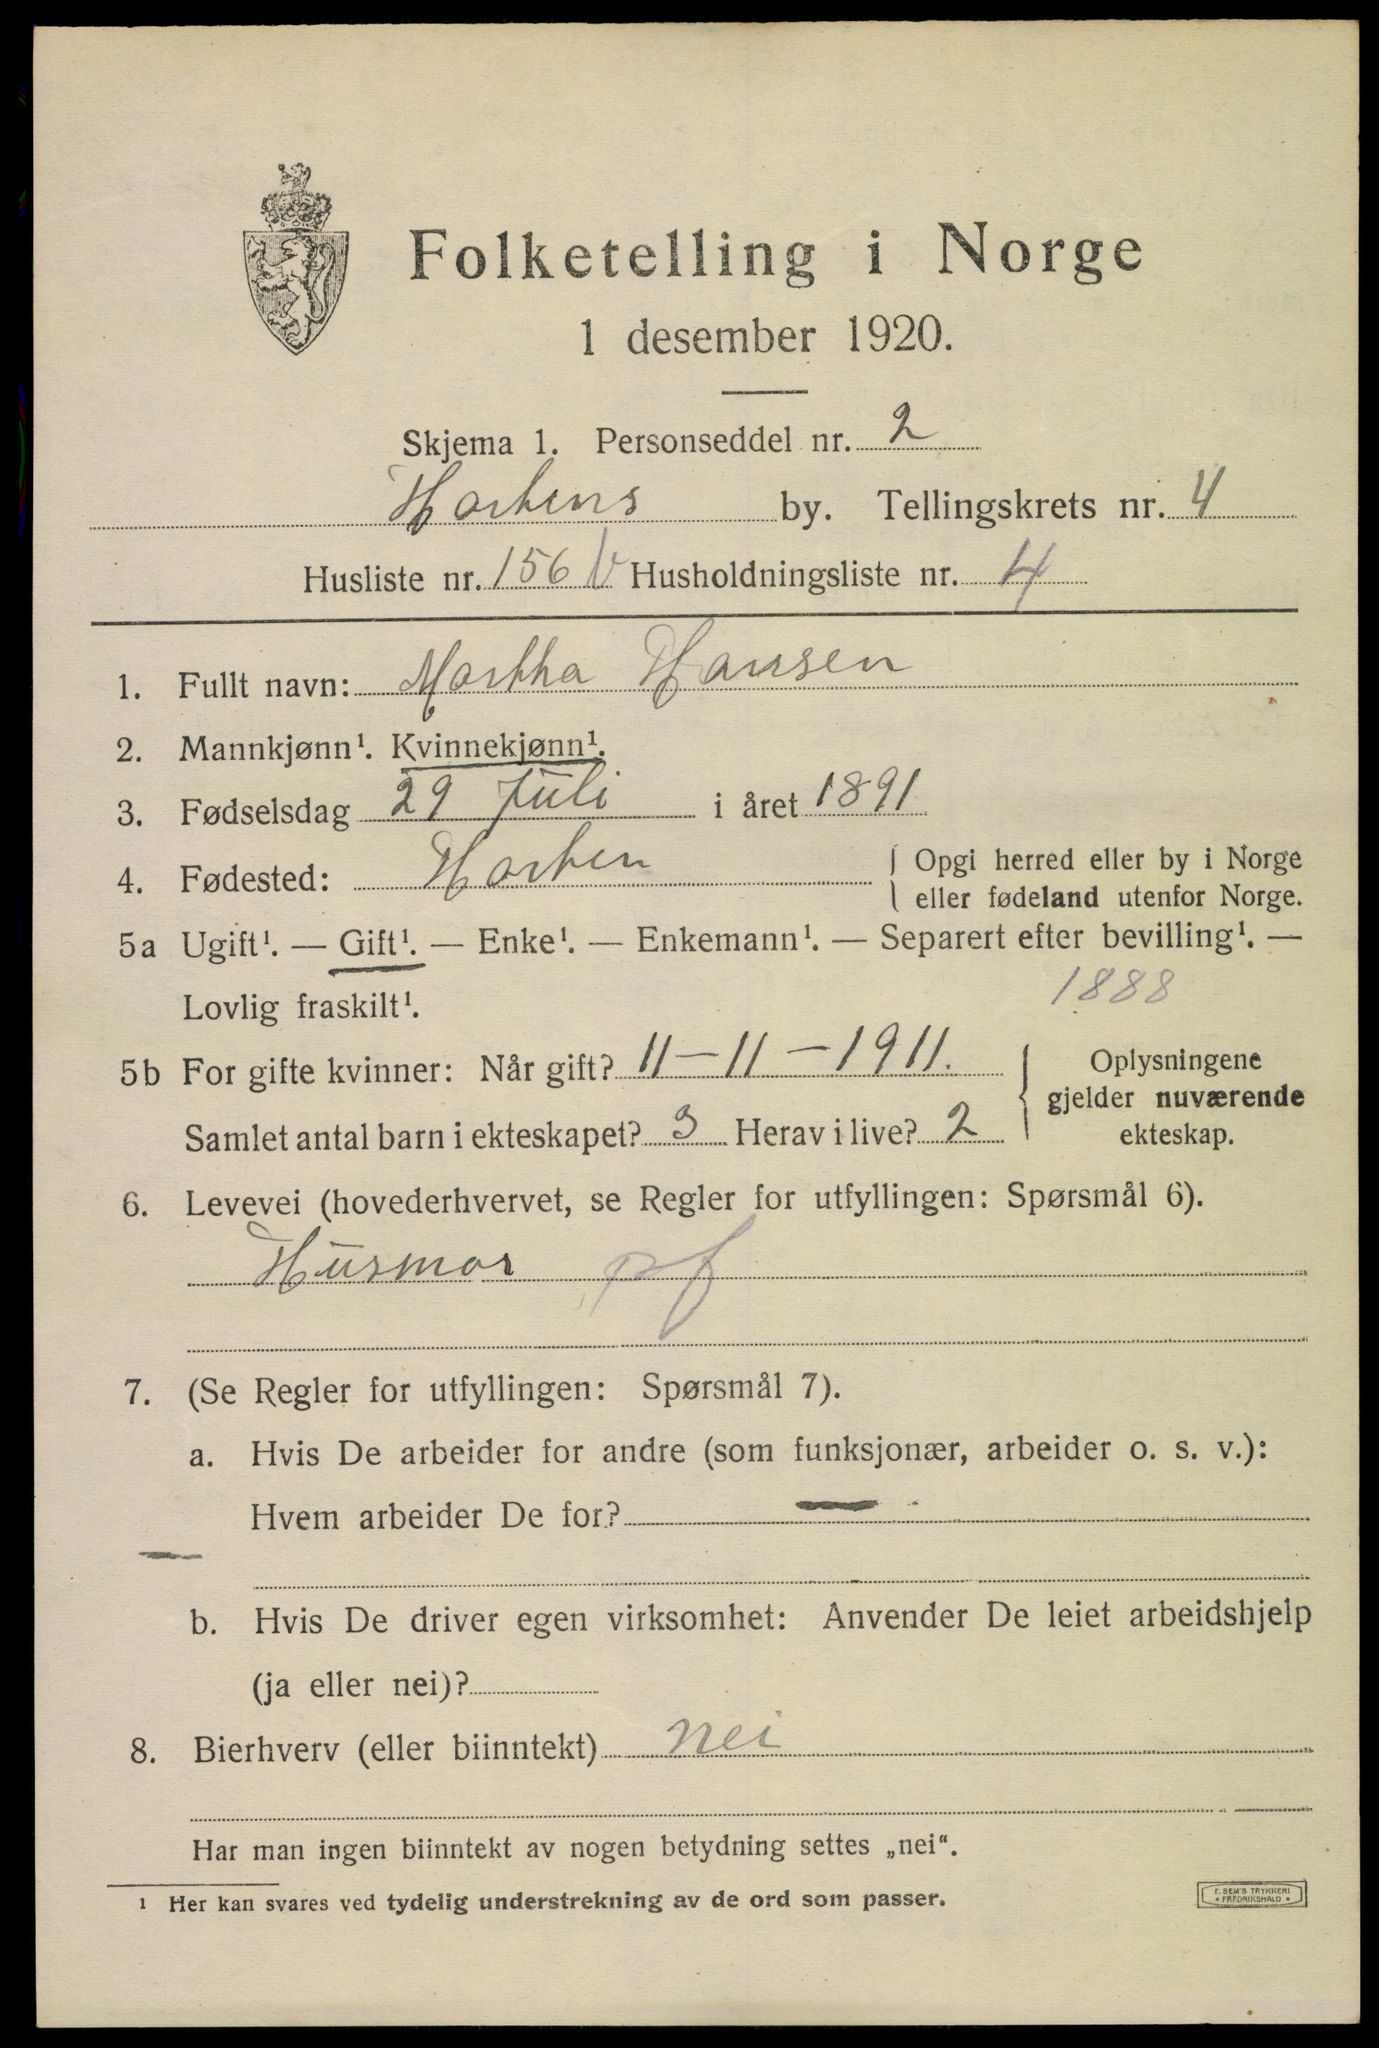 Folketelling i Norge
1 desember 1920.
Skjema 1. Personseddel nr. 2
Hortens by. Tellingskrets nr. 4
Husliste nr. 156 Husholdningsliste nr. 4
1. Fullt navn: Martha Hansen
2. Mannkjønn¹. Kvinnekjønn¹.
3. Fødselsdag 29 Juli i året 1891
4. Fødested: Horten { Opgi herred eller by i Norge
eller fødeland utenfor Norge.
5a Ugift¹. — Gift¹. — Enke¹. — Enkemann¹. — Separert efter bevilling¹. —
Lovlig fraskilt¹. 1888
5b For gifte kvinner: Når gift? 11-11-1911. { Oplysningene
gjelder nuværende
Samlet antal barn i ekteskapet? 3 Herav i live? 2 ekteskap.
6. Levevei (hovederhvervet, se Regler for utfyllingen: Spørsmål 6).
Husmor pf
7. (Se Regler for utfyllingen: Spørsmål 7).
a. Hvis De arbeider for andre (som funksjonær, arbeider o. s. v.):
Hvem arbeider De for? —
b. Hvis De driver egen virksomhet: Anvender De leiet arbeidshjelp
(ja eller nei)?
8. Bierhverv (eller biinntekt) nei
Har man ingen biinntekt av nogen betydning settes „nei“.
¹ Her kan svares ved tydelig understrekning av de ord som passer.
E. SEM'S TRYKKERI
* FREDRIKSHALD *